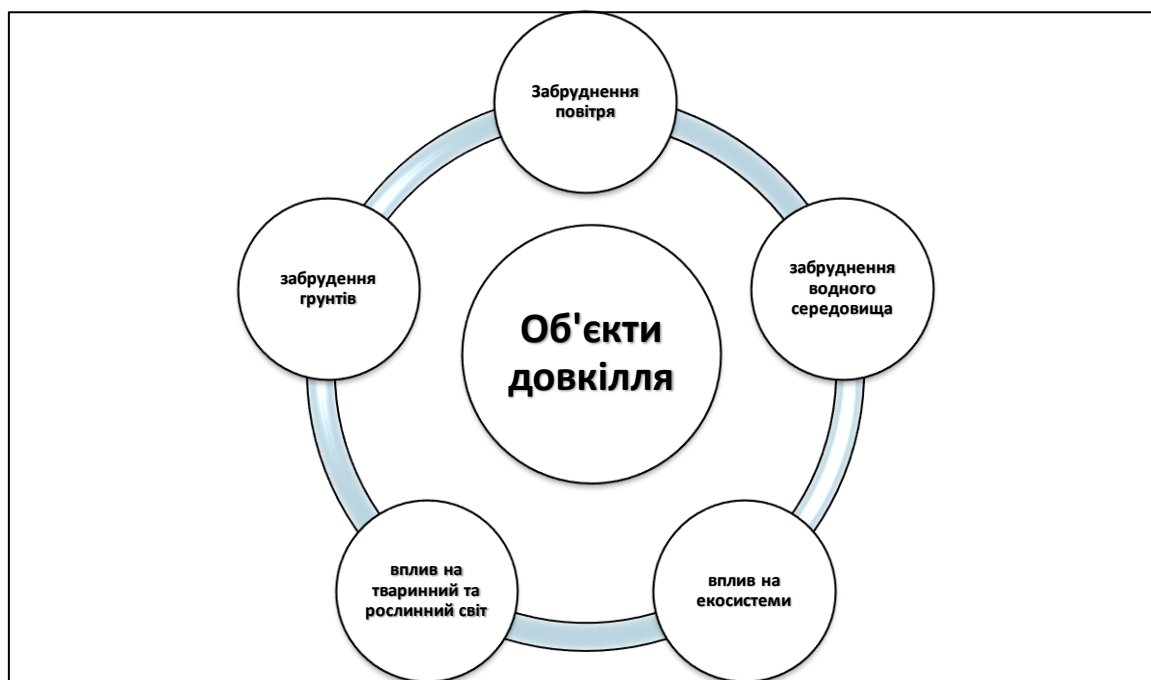 Забруднення
повітря
забруднення
водного
середовища
вплив на
екосистеми
вплив на
тваринний та
рослинний світ
забрудення
грунтів
Об'єкти
довкілля